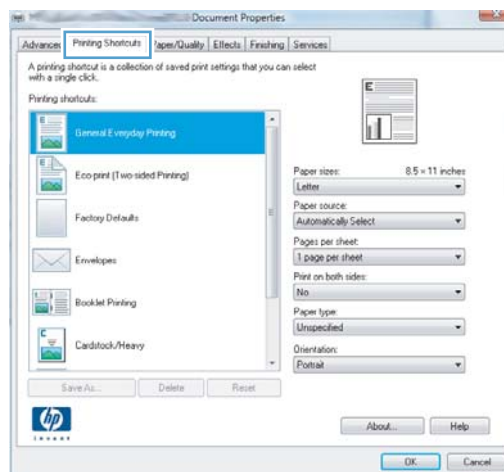 Document Properties
Advanced Printing Shortcuts Paper/Quality Effects Finishing Services
A printing shortcut is a collection of saved print settings that you can select
with a single click.
Printing shortcuts:
General Everyday Printing
Eco-print (Two-sided Printing)
Factory Defaults
Envelopes
Booklet Printing
Cardstock/Heavy
Paper sizes: 8.5 × 11 inches
Letter
Paper source:
Automatically Select
Pages per sheet:
1 page per sheet
Print on both sides:
No
Paper type:
Unspecified
Orientation:
Portrait
Save As... Delete Reset
hp
invent
About... Help
OK Cancel